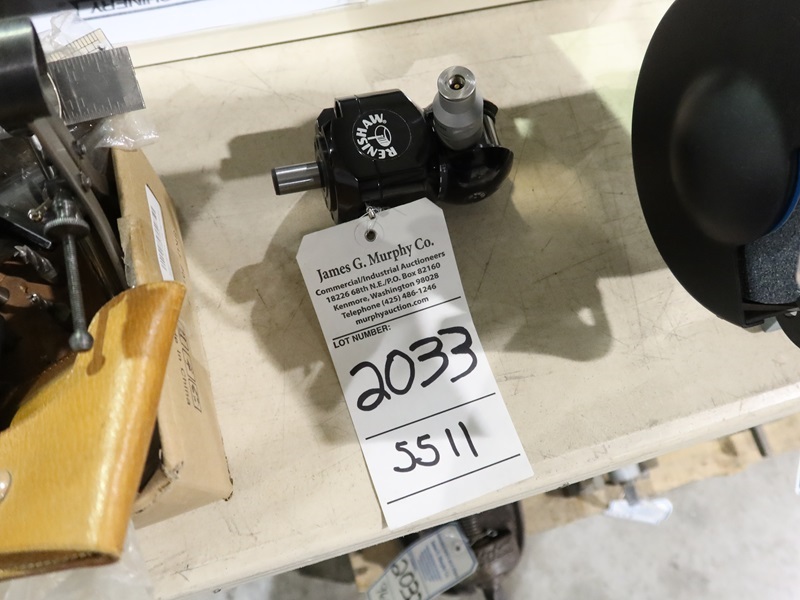 RENISHAW
James G. Murphy Co.
Commercial/Industrial Auctioneers
18226 68th N.E./P.O. Box 82160
Kenmore, Washington 98028
Telephone (425) 486-1246
murphyauction.com
LOT NUMBER:
2033
5511